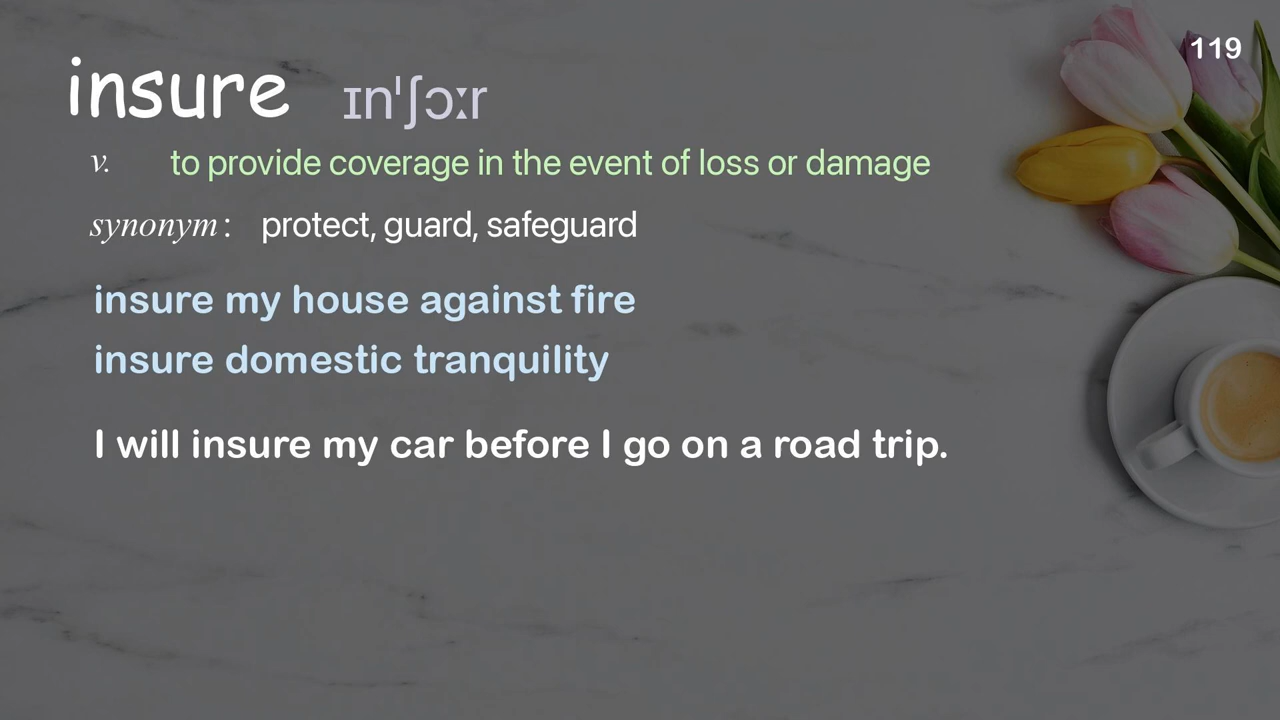 119
insure ɪnˈʃɔːr
v. to provide coverage in the event of loss or damage
synonym: protect, guard, safeguard
insure my house against fire
insure domestic tranquility
I will insure my car before I go on a road trip.